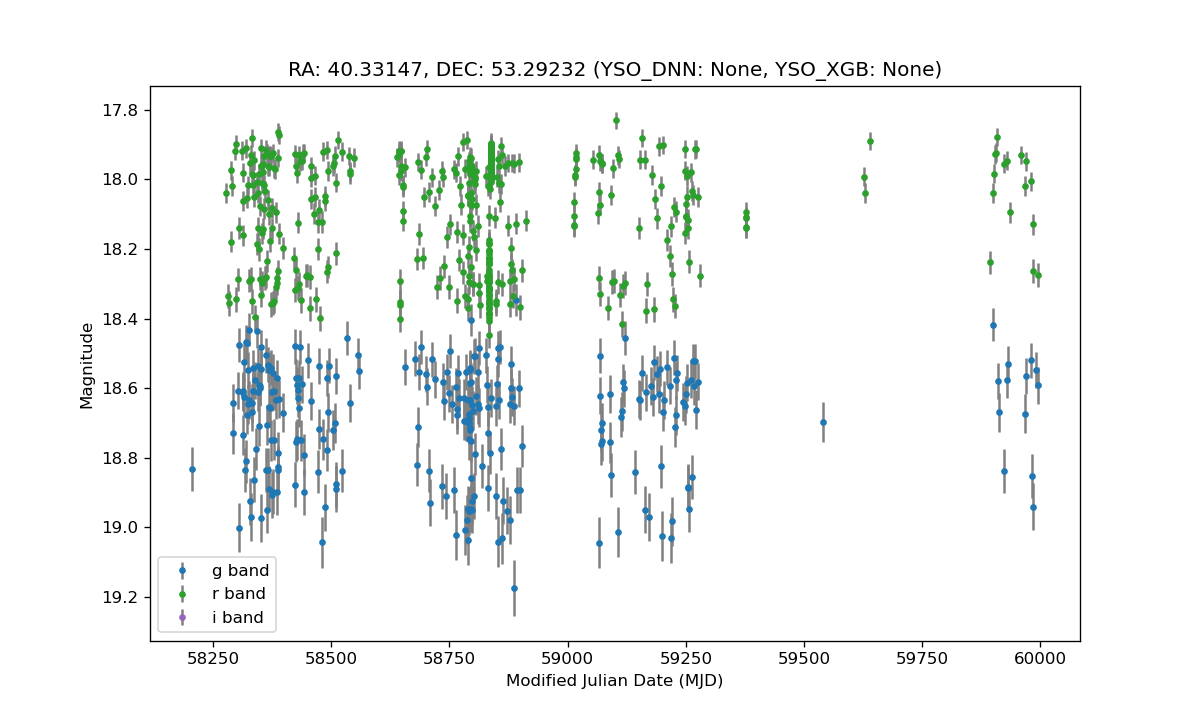 RA: 40.33147, DEC: 53.29232 (YSO_DNN: None, YSO_XGB: None)
17.8
18.0
18.2
18.4
18.6
18.8
19.0
19.2
Magnitude
g band
r band
i band
58250 58500 58750 59000 59250 59500 59750 60000
Modified Julian Date (MJD)